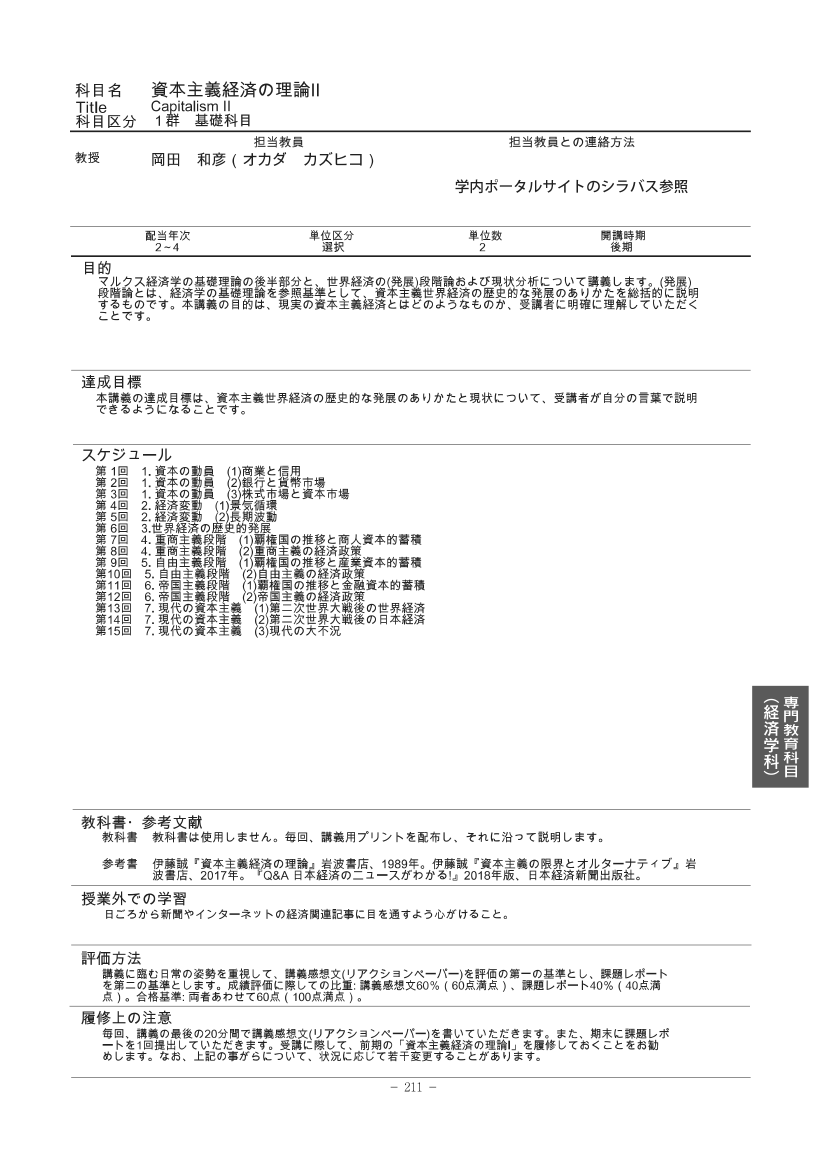 科目名　資本主義経済の理論II
Title　Capitalism II
科目区分　１群　基礎科目
担当教員　担当教員との連絡方法
教授　岡田　和彦 ( オカダ　カズヒコ )
学内ポータルサイトのシラバス参照
配当年次　単位区分　単位数　開講時期
2～4　選択　2　後期
目的
マルクス経済学の基礎理論の後半部分と、世界経済の(発展)段階論および現状分析について講義します。(発展)
段階論とは、経済学の基礎理論を参照基準として、資本主義世界経済の歴史的な発展のありかたを総括的に説明
するものです。本講義の目的は、現実の資本主義経済とはどのようなものか、受講者に明確に理解していただく
ことです。
達成目標
本講義の達成目標は、資本主義世界経済の歴史的な発展のありかたと現状について、受講者が自分の言葉で説明
できるようになることです。
スケジュール
第 1回　1. 資本の動員　(1)商業と信用
第 2回　1. 資本の動員　(2)銀行と貨幣市場
第 3回　1. 資本の動員　(3)株式市場と資本市場
第 4回　2. 経済変動　(1)景気循環
第 5回　2. 経済変動　(2)長期波動
第 6回　3.世界経済の歴史的発展
第 7回　4. 重商主義段階　(1)覇権国の推移と商人資本的蓄積
第 8回　4. 重商主義段階　(2)重商主義の経済政策
第 9回　5. 自由主義段階　(1)覇権国の推移と産業資本的蓄積
第10回　5. 自由主義段階　(2)自由主義の経済政策
第11回　6. 帝国主義段階　(1)覇権国の推移と金融資本的蓄積
第12回　6. 帝国主義段階　(2)帝国主義の経済政策
第13回　7. 現代の資本主義　(1)第二次世界大戦後の世界経済
第14回　7. 現代の資本主義　(2)第二次世界大戦後の日本経済
第15回　7. 現代の資本主義　(3)現代の大不況
専門教育科目
（経済学科）
教科書・参考文献
教科書　教科書は使用しません。毎回、講義用プリントを配布し、それに沿って説明します。
参考書　伊藤誠『資本主義経済の理論』岩波書店、1989年。伊藤誠『資本主義の限界とオルターナティブ』岩
波書店、2017年。『Q&A 日本経済のニュースがわかる!』2018年版、日本経済新聞出版社。
授業外での学習
日ごろから新聞やインターネットの経済関連記事に目を通すよう心がけること。
評価方法
講義に臨む日常の姿勢を重視して、講義感想文(リアクションペーパー)を評価の第一の基準とし、課題レポート
を第二の基準とします。成績評価に際しての比重: 講義感想文60% ( 60点満点 ) 、課題レポート40% ( 40点満
点 ) 。合格基準: 両者あわせて60点 ( 100点満点 ) 。
履修上の注意
毎回、講義の最後の20分間で講義感想文(リアクションペーパー)を書いていただきます。また、期末に課題レポ
ートを1回提出していただきます。受講に際して、前期の「資本主義経済の理論I」を履修しておくことをお勧
めします。なお、上記の事がらについて、状況に応じて若干変更することがあります。
－ 211 －